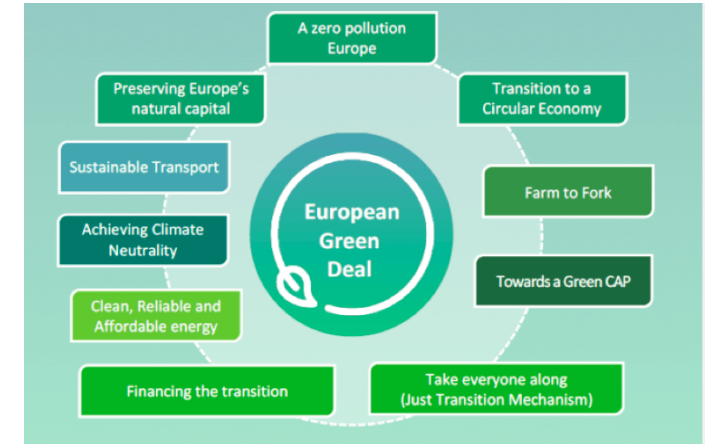 A zero pollution
Europe
Preserving Europe's
natural capital
Transition to a
Circular Economy
Sustainable Transport
Farm to Fork
European
Green
Deal
Achieving Climate
Neutrality
Towards a Green CAP
Clean, Reliable and
Affordable energy
Financing the transition
Take everyone along
(Just Transition Mechanism)